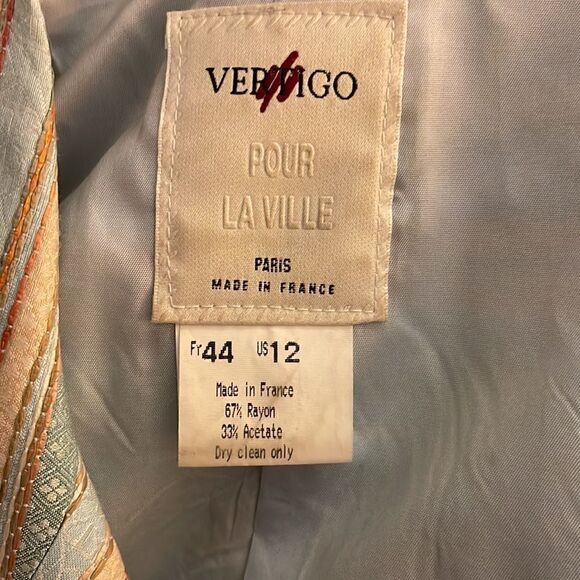 VERTIGO
POUR
LA VILLE
PARIS
MADE IN FRANCE
Fr44 US12
Made in France
67% Rayon
33% Acetate
Dry clean only